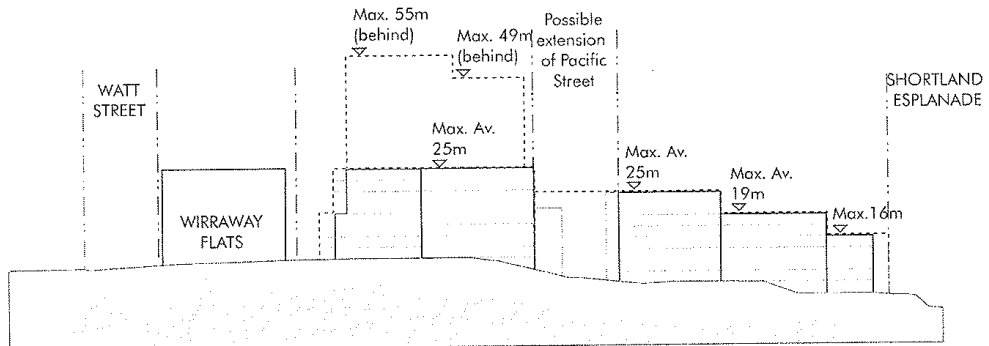 Max. 55m
(behind)
Max. 49m
(behind)
Possible
extension
of Pacific
Street
WATT
STREET
SHORTLAND
ESPLANADE
Max. Av.
25m
Max. Av.
25m
Max. Av.
19m
Max.16m
WIRRAWAY
FLATS